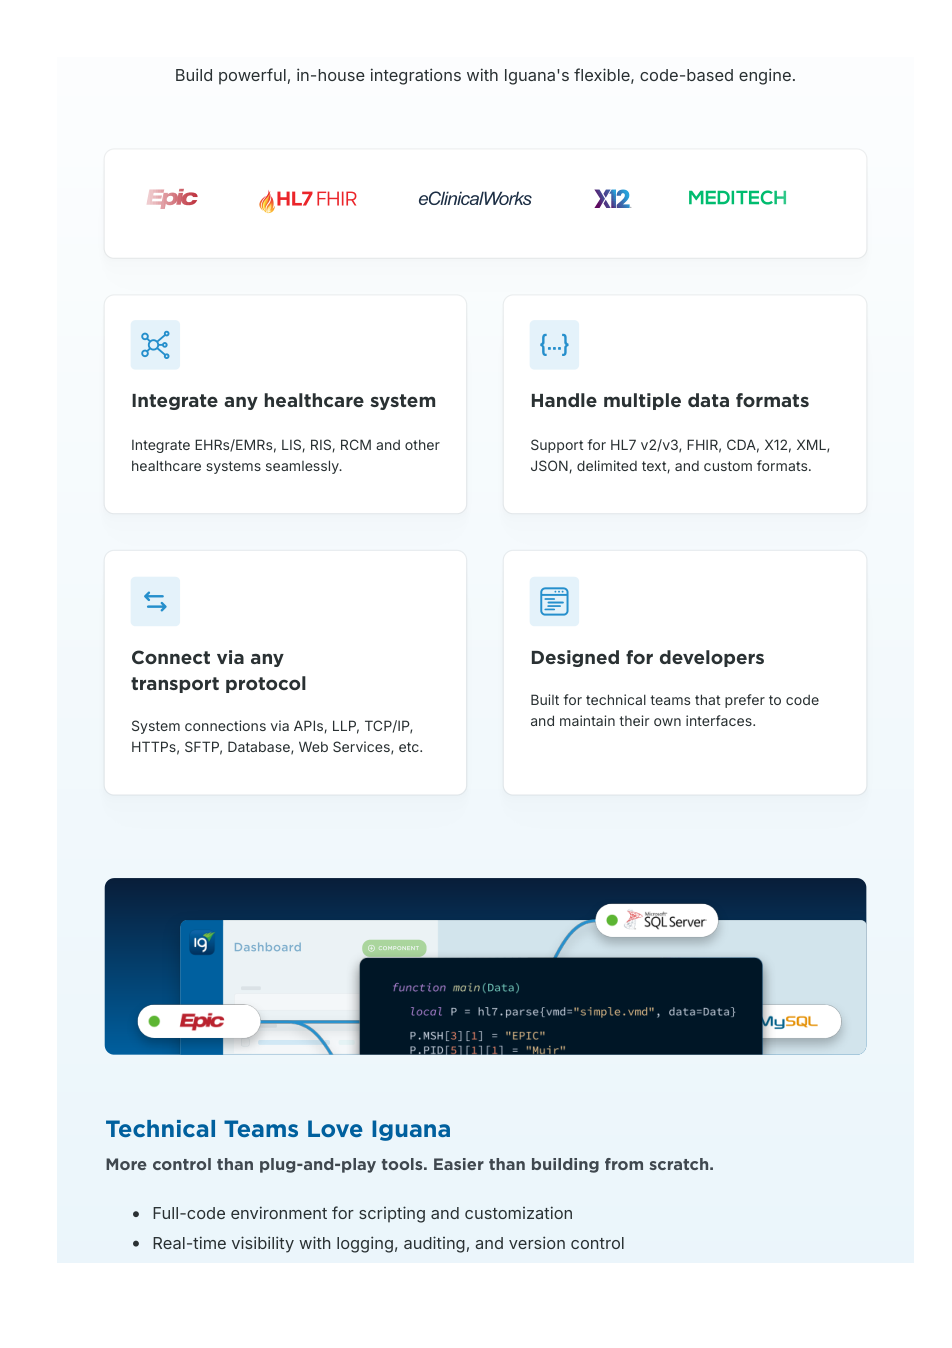 Build powerful, in-house integrations with Iguana's flexible, code-based engine.
Epic
HL7 FHIR
eClinicalWorks
X12
MEDITECH
Integrate any healthcare system
Integrate EHRs/EMRs, LIS, RIS, RCM and other
healthcare systems seamlessly.
Handle multiple data formats
Support for HL7 v2/v3, FHIR, CDA, X12, XML,
JSON, delimited text, and custom formats.
Connect via any
transport protocol
System connections via APIs, LLP, TCP/IP,
HTTPs, SFTP, Database, Web Services, etc.
Designed for developers
Built for technical teams that prefer to code
and maintain their own interfaces.
Microsoft
SQL Server
IG
Dashboard
COMPONENT
function main(Data)
local P = hl7.parse{vmd="simple.vmd", data=Data}
P.MSH[3][1] = "EPIC"
P.PID[5][1][1] = "Muir"
Epic
MySQL
Technical Teams Love Iguana
More control than plug-and-play tools. Easier than building from scratch.
• Full-code environment for scripting and customization
• Real-time visibility with logging, auditing, and version control